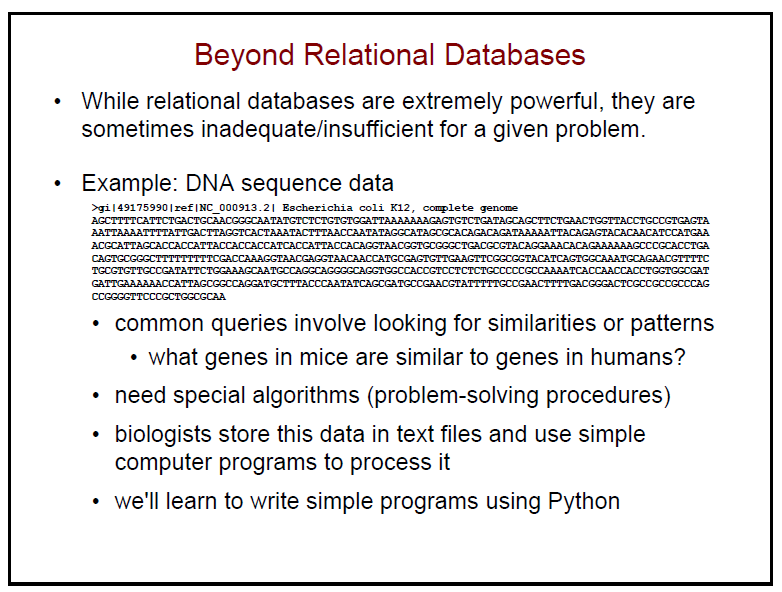 Beyond Relational Databases
• While relational databases are extremely powerful, they are
sometimes inadequate/insufficient for a given problem.
• Example: DNA sequence data
>gi|49175990|ref|NC_000913.2| Escherichia coli K12, complete genome
AGCTTTTCATTCTGACTGCAACGGGCAATATGTCTCTGTGTGGATTAAAAAAAGAGTGTCTGATAGCAGCTTCTGAACTGGTTACCTGCCGTGAGTA
AATTAAAATTTTATTGACTTAGGTCACTAAATACTTTAACCAATATAGGCATAGCGCACAGACAGATAAAAATTACAGAGTACACAACATCCATGAA
ACGCATTAGCACCACCATTACCACCACCATCACCATTACCACAGGTAACGGTGCGGGCTGACGCGTACAGGAAACACAGAAAAAAGCCCGCACCTGA
CAGTGCGGGCTTTTTTTTTCGACCAAAGGTAACGAGGTAACAACCATGCGAGTGTTGAAGTTCGGCGGTACATCAGTGGCAAATGCAGAACGTTTTC
TGCGTGTTGCCGATATTCTGGAAAGCAATGCCAGGCAGGGGCAGGTGGCCACCGTCCTCTCTGCCCCCGCCAAAATCACCAACCACCTGGTGGCGAT
GATTGAAAAAACCATTAGCGGCCAGGATGCTTTACCCAATATCAGCGATGCCGAACGTATTTTTGCCGAACTTTTGACGGGACTCGCCGCCGCCCAG
CCGGGGTTCCCGCTGGCGCAA
• common queries involve looking for similarities or patterns
• what genes in mice are similar to genes in humans?
• need special algorithms (problem-solving procedures)
• biologists store this data in text files and use simple
computer programs to process it
• we'll learn to write simple programs using Python